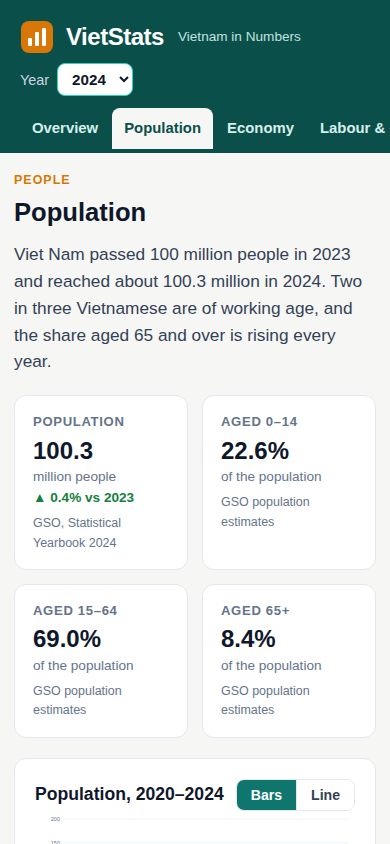 VietStats Vietnam in Numbers
Year 2024
Overview Population Economy Labour &
PEOPLE
Population
Viet Nam passed 100 million people in 2023
and reached about 100.3 million in 2024. Two
in three Vietnamese are of working age, and
the share aged 65 and over is rising every
year.
POPULATION
100.3
million people
▲ 0.4% vs 2023
GSO, Statistical
Yearbook 2024
AGED 0–14
22.6%
of the population
GSO population
estimates
AGED 15–64
69.0%
of the population
GSO population
estimates
AGED 65+
8.4%
of the population
GSO population
estimates
Population, 2020–2024 Bars Line
200
150